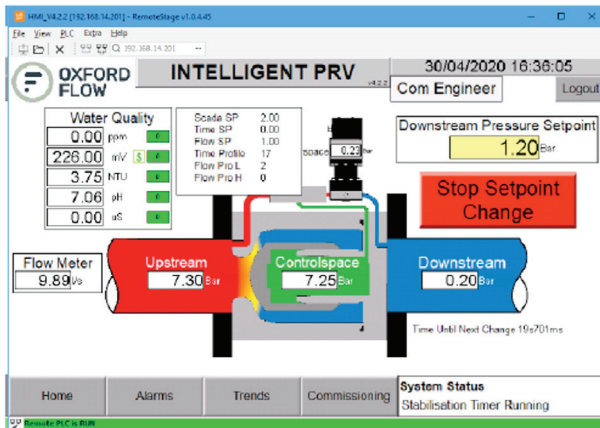 HMI_V4.2.2 [192.168.14.201] - RemoteStage v1.0.4.45
File View PLC Extra Help
192.168.14.201
OXFORD FLOW
INTELLIGENT PRV
v4.2.2
30/04/2020 16:36:05
Com Engineer
Logout
Water Quality
0.00 ppm 0
226.00 mV S 0
3.75 NTU 0
7.06 pH 0
0.00 uS 0
Scada SP 2.00
Time SP 0.00
Flow SP 1.00
Time Profile 17
Flow Pro L 2
Flow Pro H 0
space 0.23 Bar
Downstream Pressure Setpoint
1.20 Bar
Stop Setpoint
Change
Flow Meter
9.89 l/s
Upstream
7.30 Bar
Controlspace
7.25 Bar
Downstream
0.20 Bar
Time Until Next Change 19s701ms
Home
Alarms
Trends
Commissioning
System Status
Stabilisation Timer Running
Remote PLC is RUN